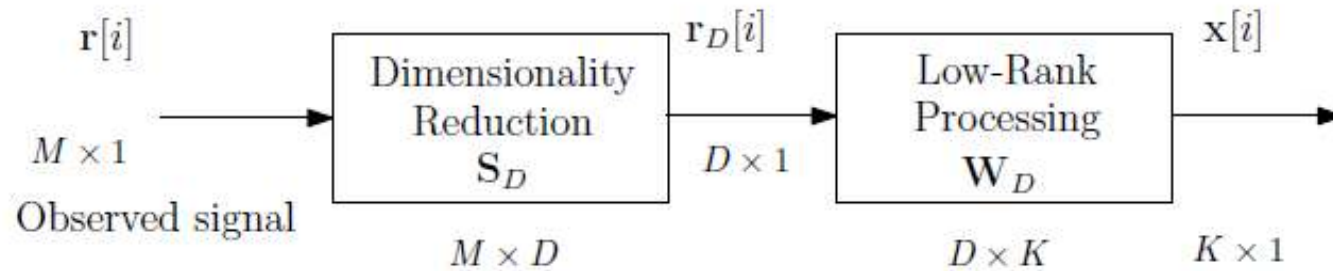 r[i]
M × 1
Observed signal
Dimensionality
Reduction
S_D
M × D
r_D[i]
D × 1
Low-Rank
Processing
W_D
D × K
x[i]
K × 1